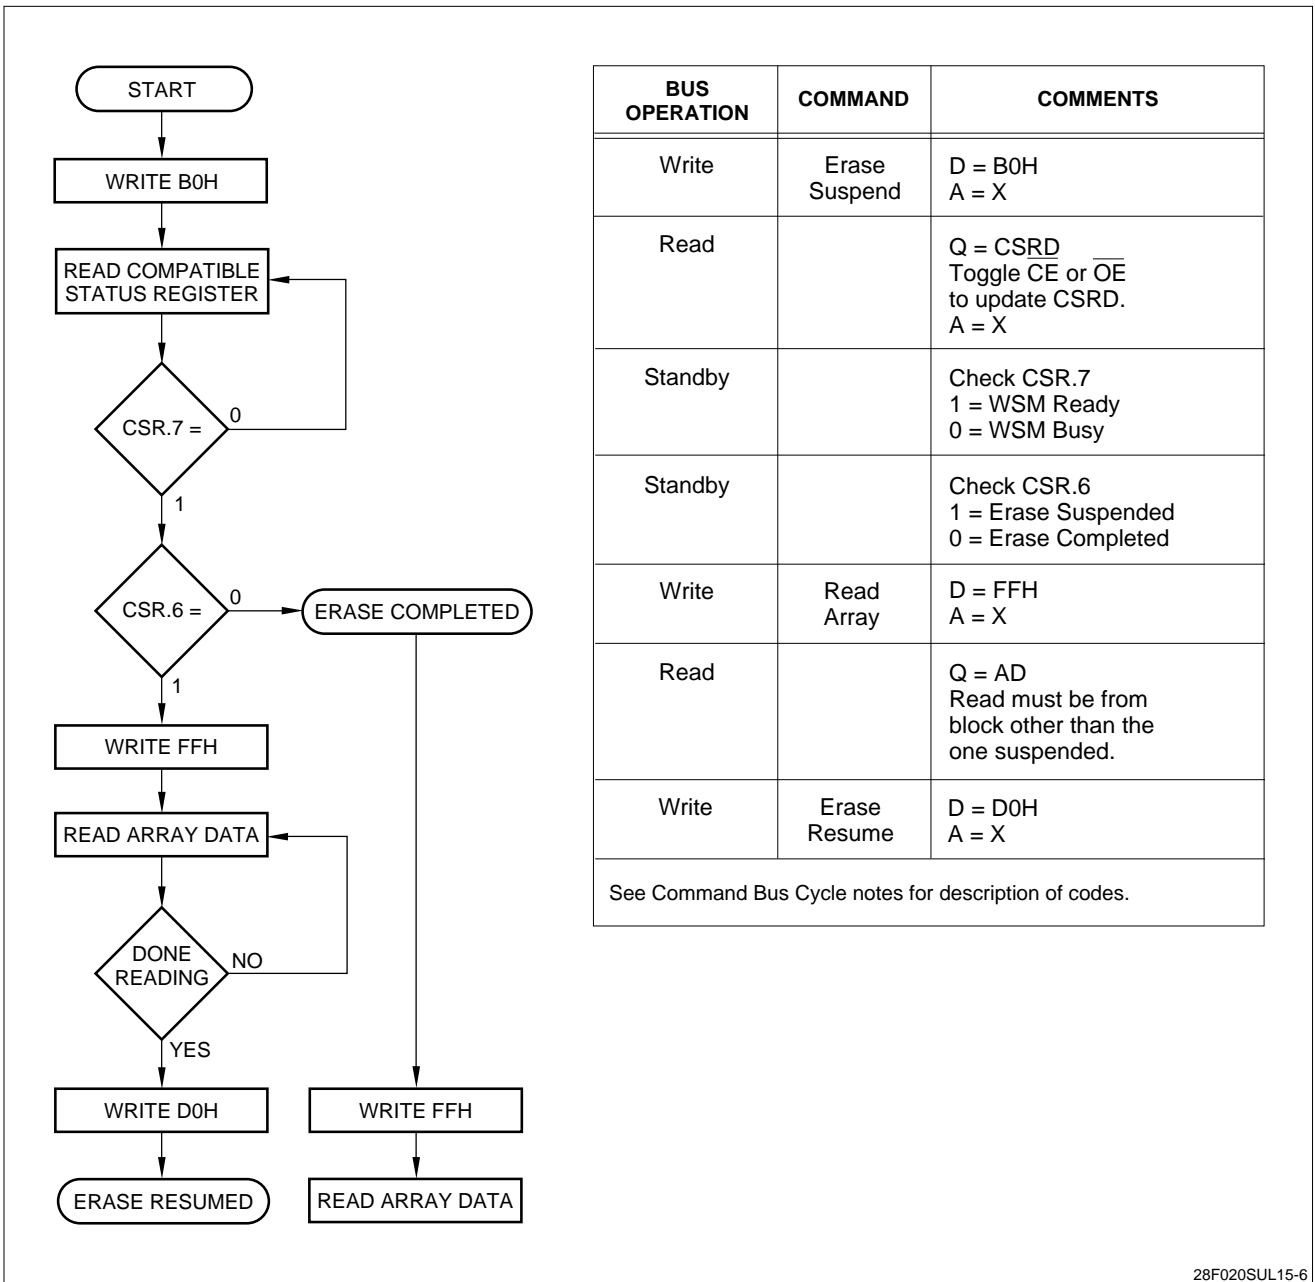 START
WRITE B0H
READ COMPATIBLE
STATUS REGISTER
CSR.7 =
0
1
CSR.6 =
0
ERASE COMPLETED
1
WRITE FFH
READ ARRAY DATA
DONE
READING
NO
YES
WRITE D0H
WRITE FFH
ERASE RESUMED
READ ARRAY DATA
BUS
OPERATION
COMMAND
COMMENTS
Write
Erase
Suspend
D = B0H
A = X
Read
Q = CSRD
Toggle C̅E̅ or O̅E̅
to update CSRD.
A = X
Standby
Check CSR.7
1 = WSM Ready
0 = WSM Busy
Standby
Check CSR.6
1 = Erase Suspended
0 = Erase Completed
Write
Read
Array
D = FFH
A = X
Read
Q = AD
Read must be from
block other than the
one suspended.
Write
Erase
Resume
D = D0H
A = X
See Command Bus Cycle notes for description of codes.
28F020SUL15-6